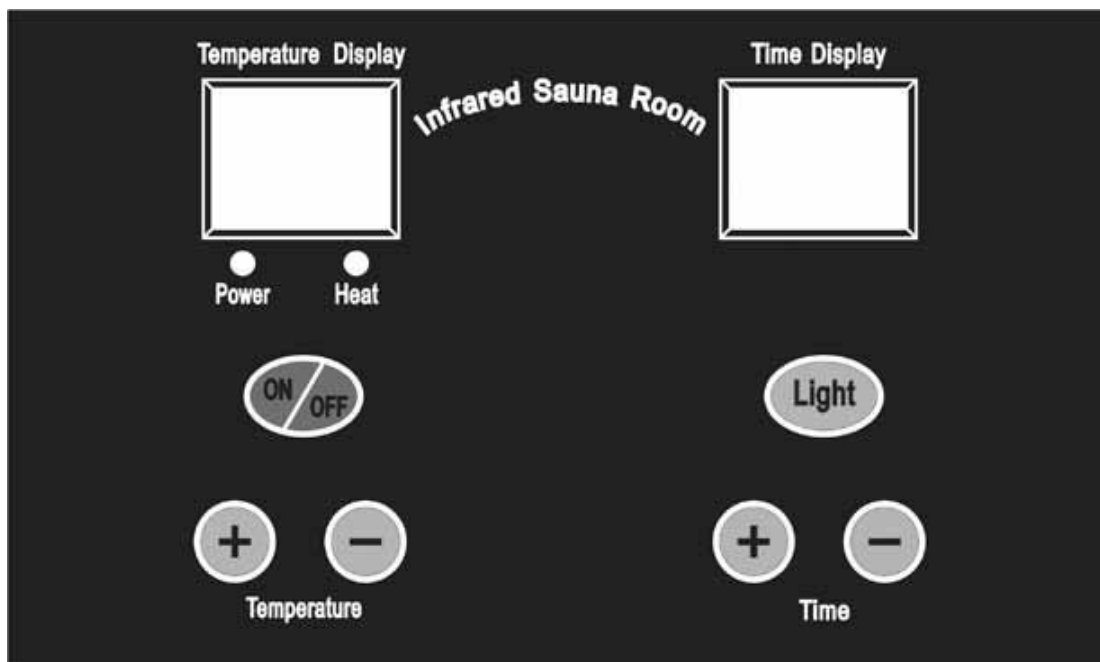 Temperature Display
Infrared Sauna Room
Time Display
Power
Heat
ON
OFF
Light
+
−
+
−
Temperature
Time